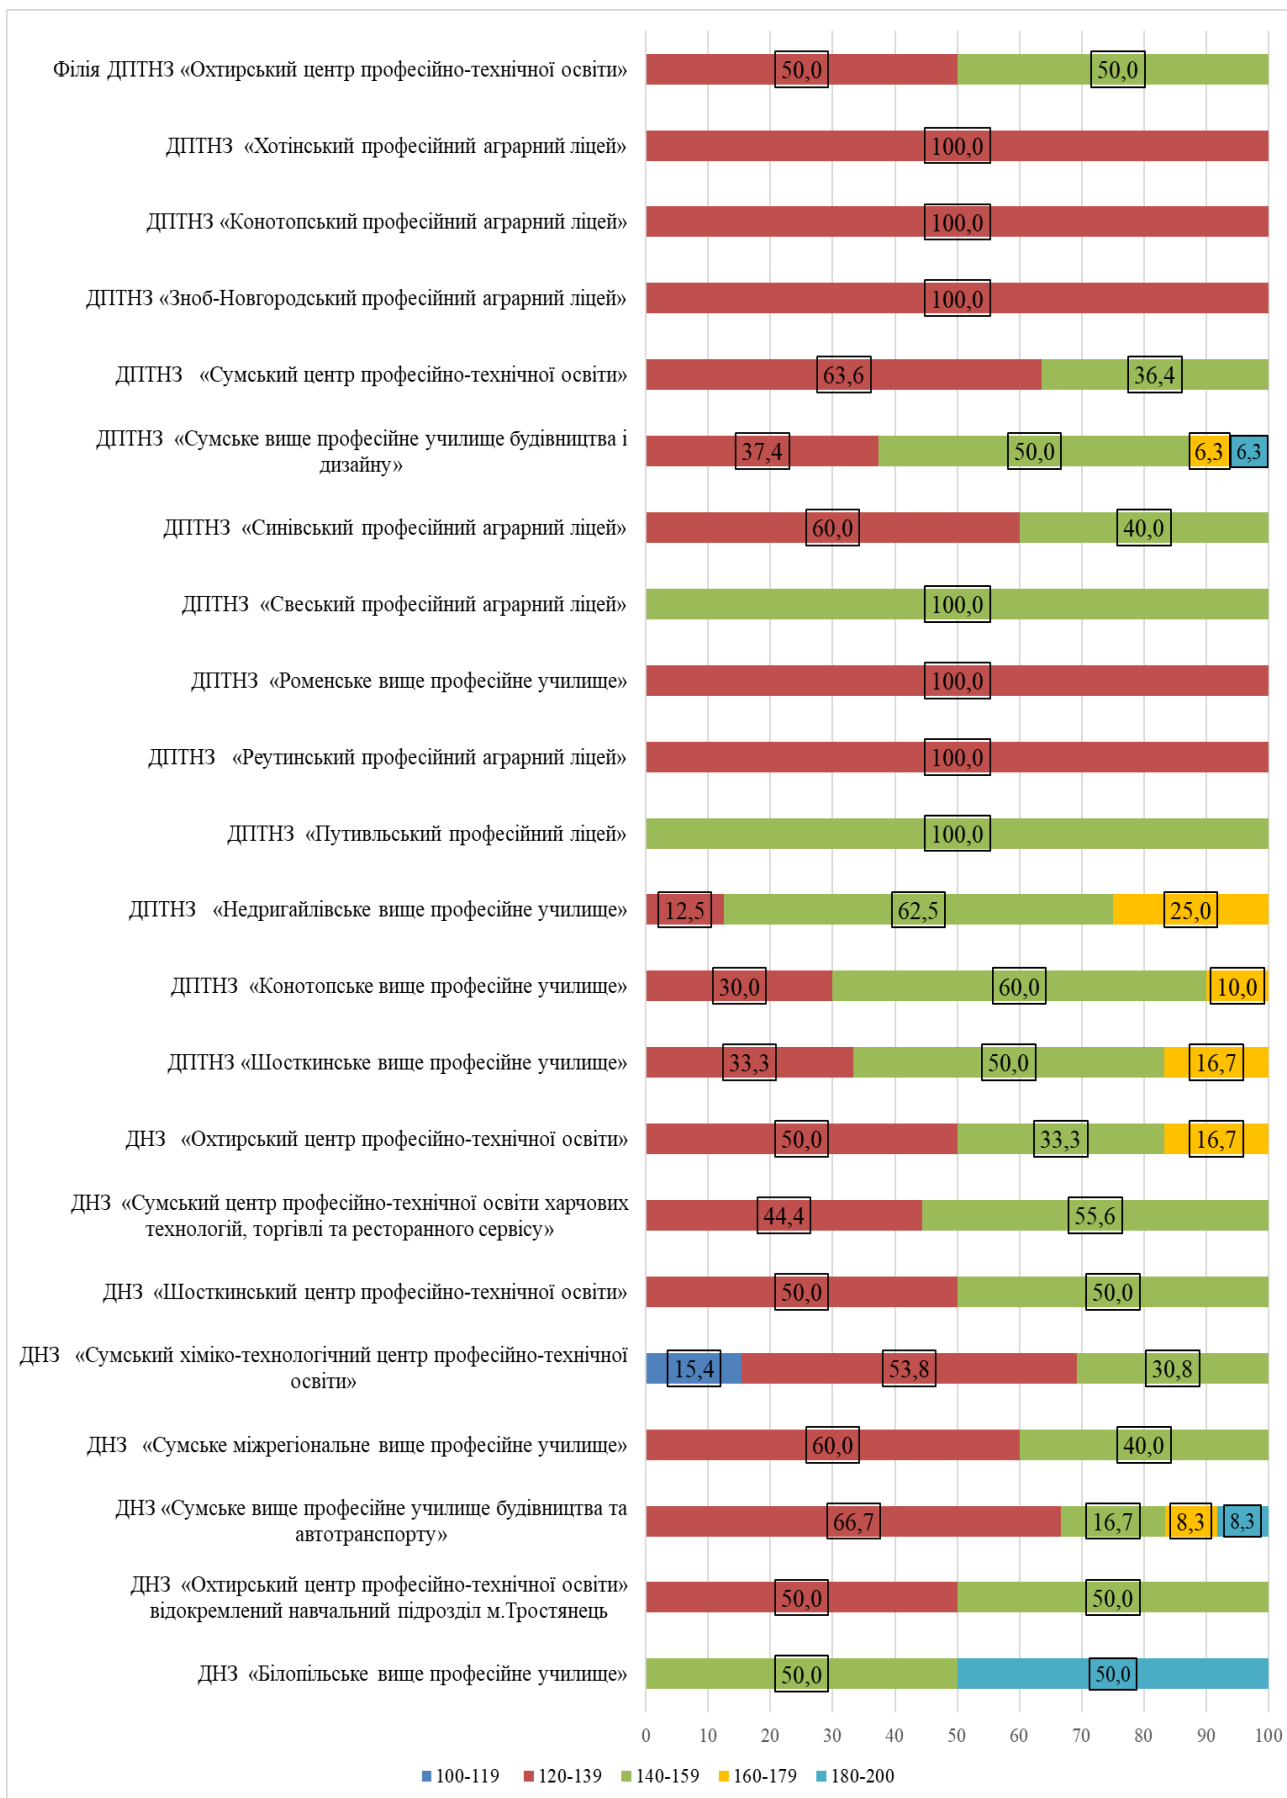 Філія ДПТНЗ «Охтирський центр професійно-технічної освіти»
50,0 50,0
ДПТНЗ «Хотінський професійний аграрний ліцей»
100,0
ДПТНЗ «Конотопський професійний аграрний ліцей»
100,0
ДПТНЗ «Зноб-Новгородський професійний аграрний ліцей»
100,0
ДПТНЗ «Сумський центр професійно-технічної освіти»
63,6 36,4
ДПТНЗ «Сумське вище професійне училище будівництва і
дизайну»
37,4 50,0 6,3 6,3
ДПТНЗ «Синівський професійний аграрний ліцей»
60,0 40,0
ДПТНЗ «Свеський професійний аграрний ліцей»
100,0
ДПТНЗ «Роменське вище професійне училище»
100,0
ДПТНЗ «Реутинський професійний аграрний ліцей»
100,0
ДПТНЗ «Путивльський професійний ліцей»
100,0
ДПТНЗ «Недригайлівське вище професійне училище»
12,5 62,5 25,0
ДПТНЗ «Конотопське вище професійне училище»
30,0 60,0 10,0
ДПТНЗ «Шосткинське вище професійне училище»
33,3 50,0 16,7
ДНЗ «Охтирський центр професійно-технічної освіти»
50,0 33,3 16,7
ДНЗ «Сумський центр професійно-технічної освіти харчових
технологій, торгівлі та ресторанного сервісу»
44,4 55,6
ДНЗ «Шосткинський центр професійно-технічної освіти»
50,0 50,0
ДНЗ «Сумський хіміко-технологічний центр професійно-технічної
освіти»
15,4 53,8 30,8
ДНЗ «Сумське міжрегіональне вище професійне училище»
60,0 40,0
ДНЗ «Сумське вище професійне училище будівництва та
автотранспорту»
66,7 16,7 8,3 8,3
ДНЗ «Охтирський центр професійно-технічної освіти»
відокремлений навчальний підрозділ м.Тростянець
50,0 50,0
ДНЗ «Білопільське вище професійне училище»
50,0 50,0
0 10 20 30 40 50 60 70 80 90 100
100-119 120-139 140-159 160-179 180-200